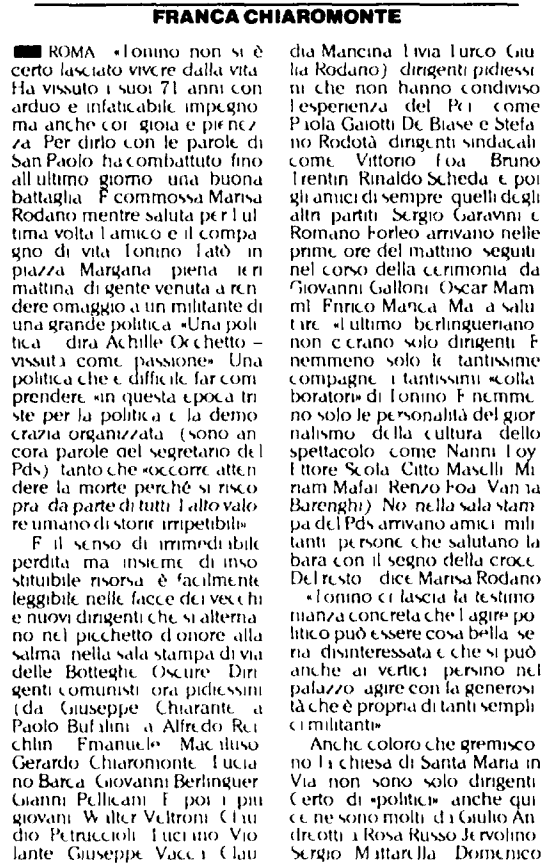 FRANCA CHIAROMONTE
ROMA «Tonino non si è
certo lasciato vivere dalla vita
Ha vissuto i suoi 71 anni con
arduo e infaticabile impegno
ma anche con gioia e pienez
za Per dirlo con le parole di
San Paolo ha combattuto fino
all ultimo giorno una buona
battaglia È commossa Marisa
Rodano mentre saluta per l ul
tima volta l amico e il compa
gno di vita Tonino Tatò in
piazza Margana piena ieri
mattina di gente venuta a ren
dere omaggio a un militante di
una grande politica «Una poli
tica dirà Achille Occhetto –
vissuta come passione» Una
politica che è difficile far com
prendere «in questa epoca tri
ste per la politica e la demo
crazia organizzata (sono an
cora parole del segretario del
Pds) tanto che «occorre atten
dere la morte perché si risco
pra da parte di tutti l alto valo
re umano di storie irripetibili»
E il senso di irrimediabile
perdita ma insieme di inso
stituibile risorsa è facilmente
leggibile nelle facce dei vecchi
e nuovi dirigenti che si alterna
no nel picchetto d onore alla
salma nella sala stampa di via
delle Botteghe Oscure Diri
genti comunisti ora pidiessini
(da Giuseppe Chiarante a
Paolo Bufalini a Alfredo Rei
chlin Emanuele Macaluso
Gerardo Chiaromonte Lucia
no Barca Giovanni Berlinguer
Gianni Pellicani E poi i più
giovani Walter Veltroni Clau
dio Petruccioli Luciano Vio
lante Giuseppe Vacca Clau
dia Mancina Livia Turco Giu
lia Rodano) dirigenti pidiessi
ni che non hanno condiviso
l esperienza del Pci come
Paola Gaiotti De Biase e Stefa
no Rodotà dirigenti sindacali
come Vittorio Foa Bruno
Trentin Rinaldo Scheda e poi
gli amici di sempre quelli degli
altri partiti Sergio Garavini e
Romano Forleo arrivano nelle
prime ore del mattino seguiti
nel corso della cerimonia da
Giovanni Galloni Oscar Mam
mì Enrico Manca Ma a salu
tare «l ultimo berlingueriano
non c erano solo dirigenti E
nemmeno solo le tantissime
compagne i tantissimi «colla
boratori» di Tonino E nemme
no solo le personalità del gior
nalismo della cultura dello
spettacolo come Nanni Loy
Ettore Scola Citto Maselli Mi
riam Mafai Renzo Foa Vania
Barenghi) No nella sala stam
pa del Pds arrivano amici mili
tanti persone che salutano la
bara con il segno della croce
Del resto dice Marisa Rodano
«Tonino ci lascia la testimo
nianza concreta che l agire po
litico può essere cosa bella se
ria disinteressata e che si può
anche ai vertici persino nel
palazzo agire con la generosi
tà che è propria di tanti sempli
ci militanti»
Anche coloro che gremisco
no la chiesa di Santa Maria in
Via non sono solo dirigenti
Certo di «politici» anche qui
ce ne sono molti da Giulio An
dreotti a Rosa Russo Jervolino
Sergio Mattarella Domenico